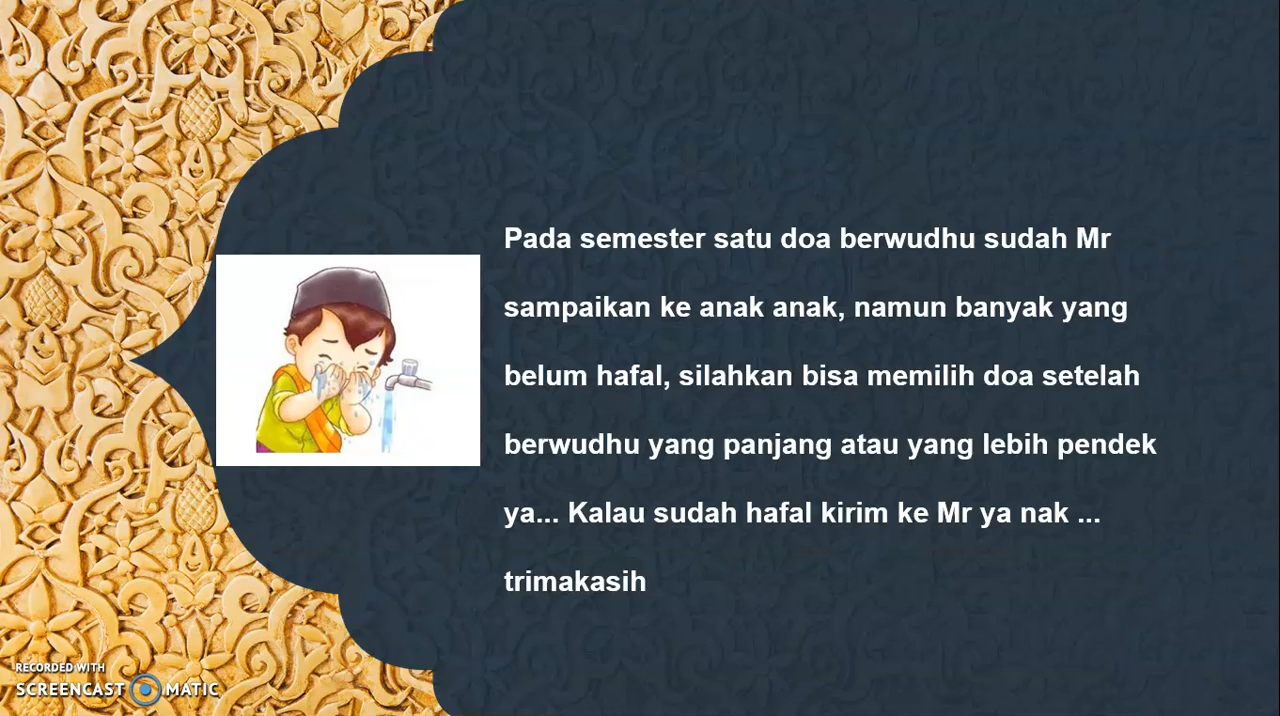 Pada semester satu doa berwudhu sudah Mr
sampaikan ke anak anak, namun banyak yang
belum hafal, silahkan bisa memilih doa setelah
berwudhu yang panjang atau yang lebih pendek
ya... Kalau sudah hafal kirim ke Mr ya nak ...
trimakasih
RECORDED WITH
SCREENCAST MATIC